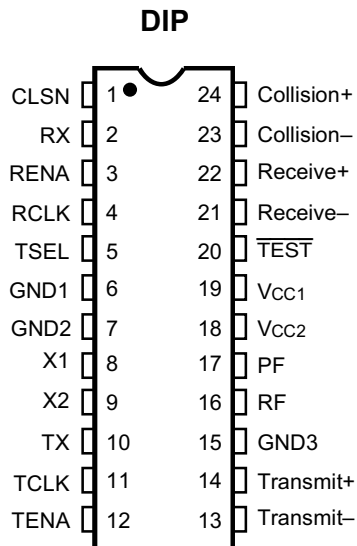 DIP
CLSN 1 24 Collision+
RX 2 23 Collision–
RENA 3 22 Receive+
RCLK 4 21 Receive–
TSEL 5 20 TEST
GND1 6 19 VCC1
GND2 7 18 VCC2
X1 8 17 PF
X2 9 16 RF
TX 10 15 GND3
TCLK 11 14 Transmit+
TENA 12 13 Transmit–